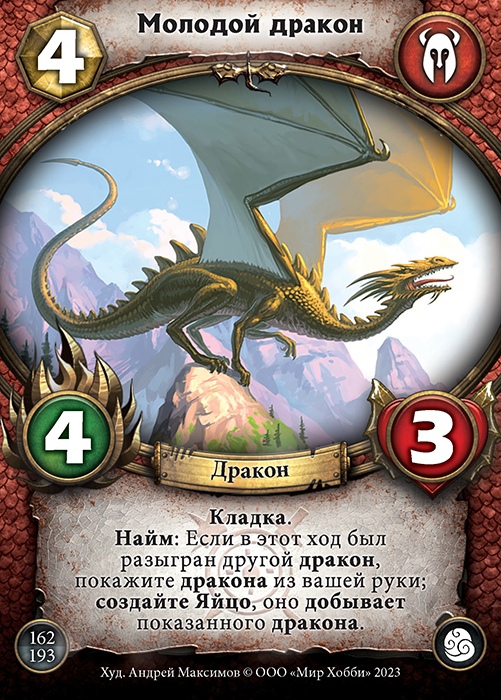 4
Молодой дракон
4
3
Дракон
Кладка.
Найм: Если в этот ход был
разыгран другой дракон,
покажите дракона из вашей руки;
создайте Яйцо, оно добывает
показанного дракона.
162
193
Худ. Андрей Максимов © ООО «Мир Хобби» 2023